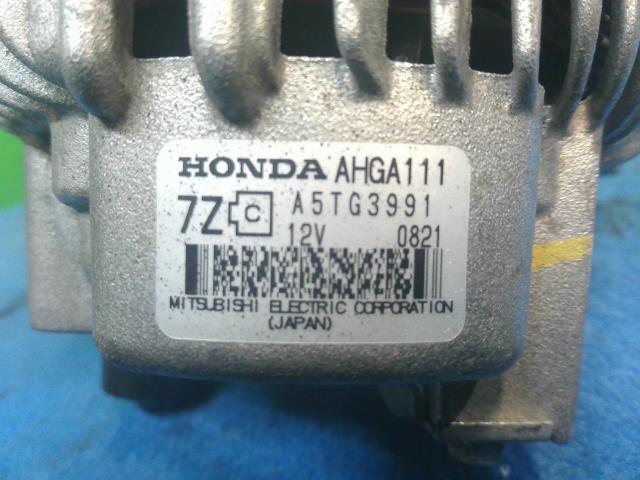 HONDA AHGA111
7Z C A5TG3991
12V 0821
MITSUBISHI ELECTRIC CORPORATION
(JAPAN)